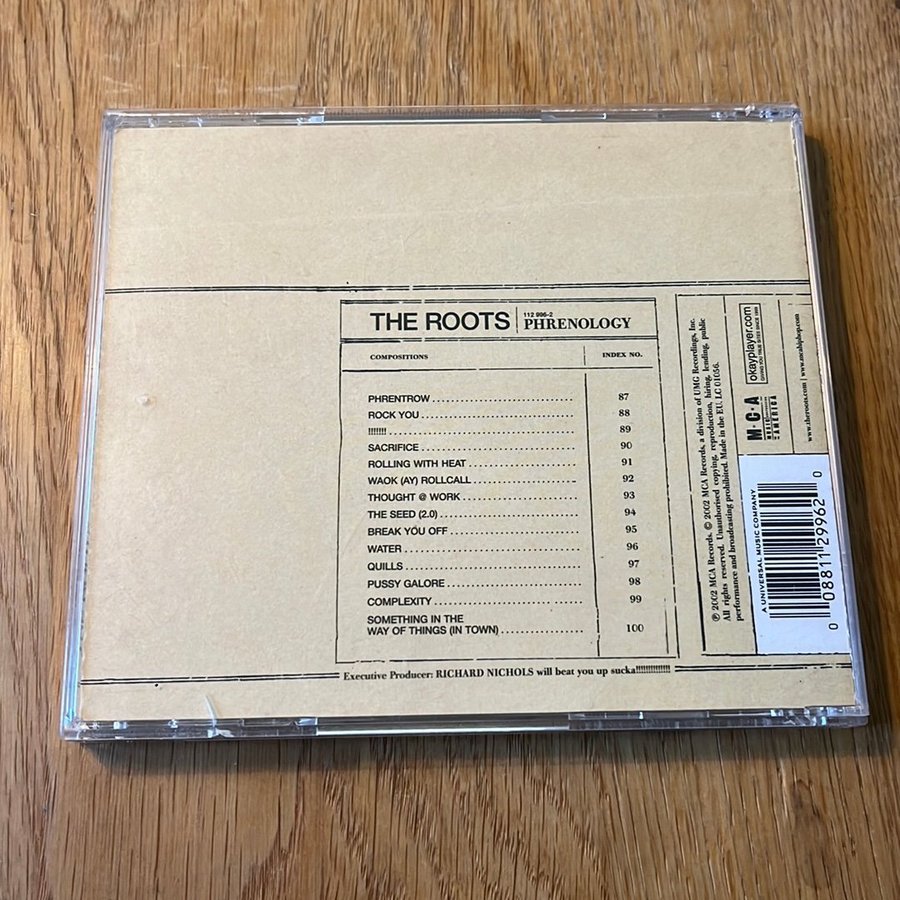 THE ROOTS
112 996-2
PHRENOLOGY
COMPOSITIONS INDEX NO.
PHRENTROW 87
ROCK YOU 88
!!!!!!! 89
SACRIFICE 90
ROLLING WITH HEAT 91
WAOK (AY) ROLLCALL 92
THOUGHT @ WORK 93
THE SEED (2.0) 94
BREAK YOU OFF 95
WATER 96
QUILLS 97
PUSSY GALORE 98
COMPLEXITY 99
SOMETHING IN THE
WAY OF THINGS (IN TOWN) 100
Executive Producer: RICHARD NICHOLS will beat you up sucka!!!!!!!!!!!!!!
℗ 2002 MCA Records. © 2002 MCA Records, a division of UMG Recordings, Inc.
All rights reserved. Unauthorised copying, reproduction, hiring, lending, public
performance and broadcasting prohibited. Made in the EU. LC 01056.
okayplayer.com
M·C·A
MUSIC
AMERICA
www.theroots.com | www.mcahiphop.com
A UNIVERSAL MUSIC COMPANY
0 08811 29962 0